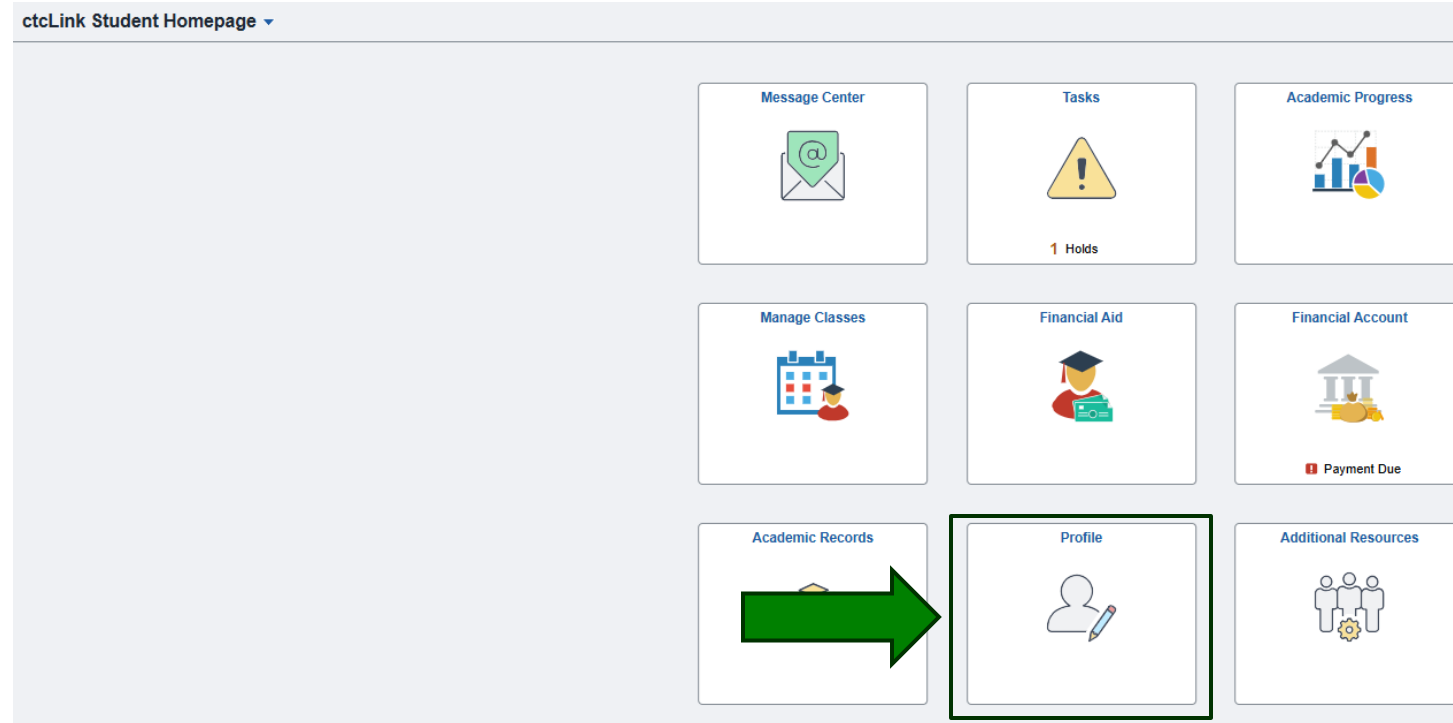 ctcLink Student Homepage
Message Center
Tasks
Academic Progress
@
!
1 Holds
Manage Classes
Financial Aid
Financial Account
! Payment Due
Academic Records
Profile
Additional Resources